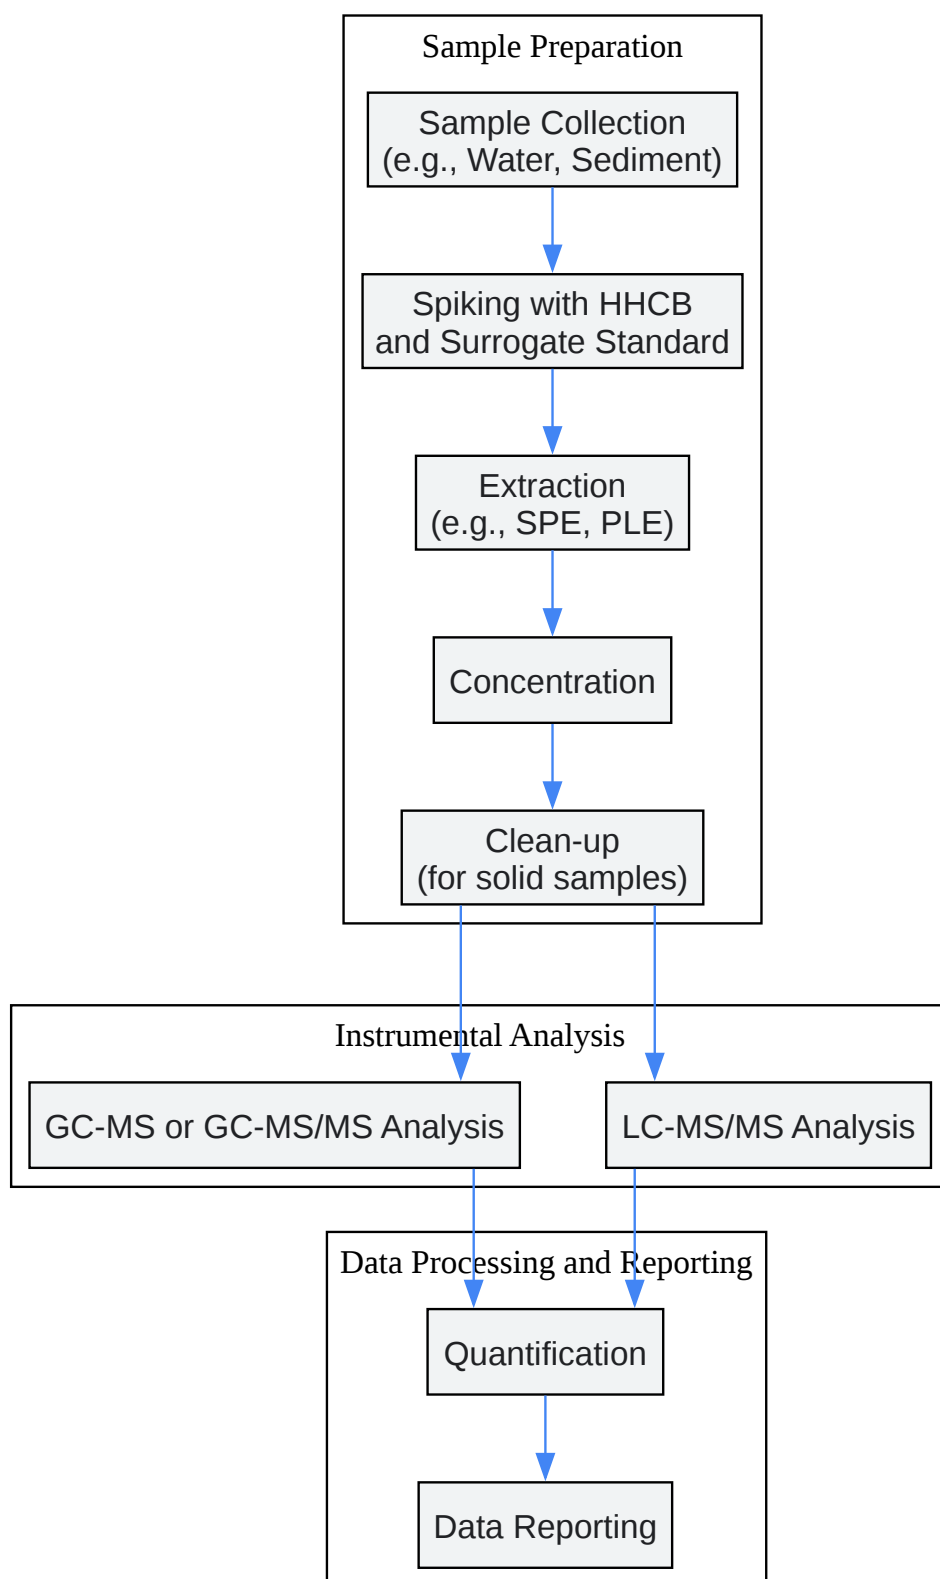 Sample Preparation
Sample Collection
(e.g., Water, Sediment)
Spiking with HHCB
and Surrogate Standard
Extraction
(e.g., SPE, PLE)
Concentration
Clean-up
(for solid samples)
Instrumental Analysis
GC-MS or GC-MS/MS Analysis
LC-MS/MS Analysis
Data Processing and Reporting
Quantification
Data Reporting